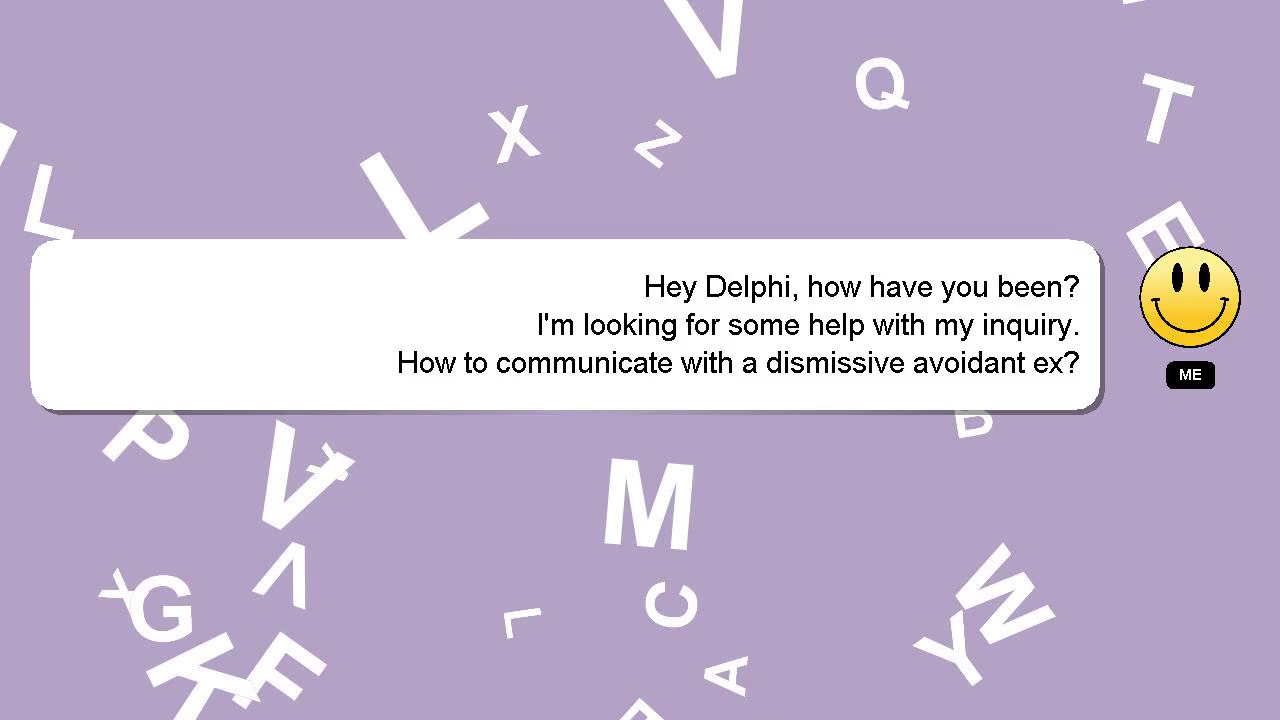 V
Q
T
X
Z
L
L
E
Hey Delphi, how have you been?
I'm looking for some help with my inquiry.
How to communicate with a dismissive avoidant ex?
ME
P
V
B
M
V
X
G
C
L
W
Y
K
F
A